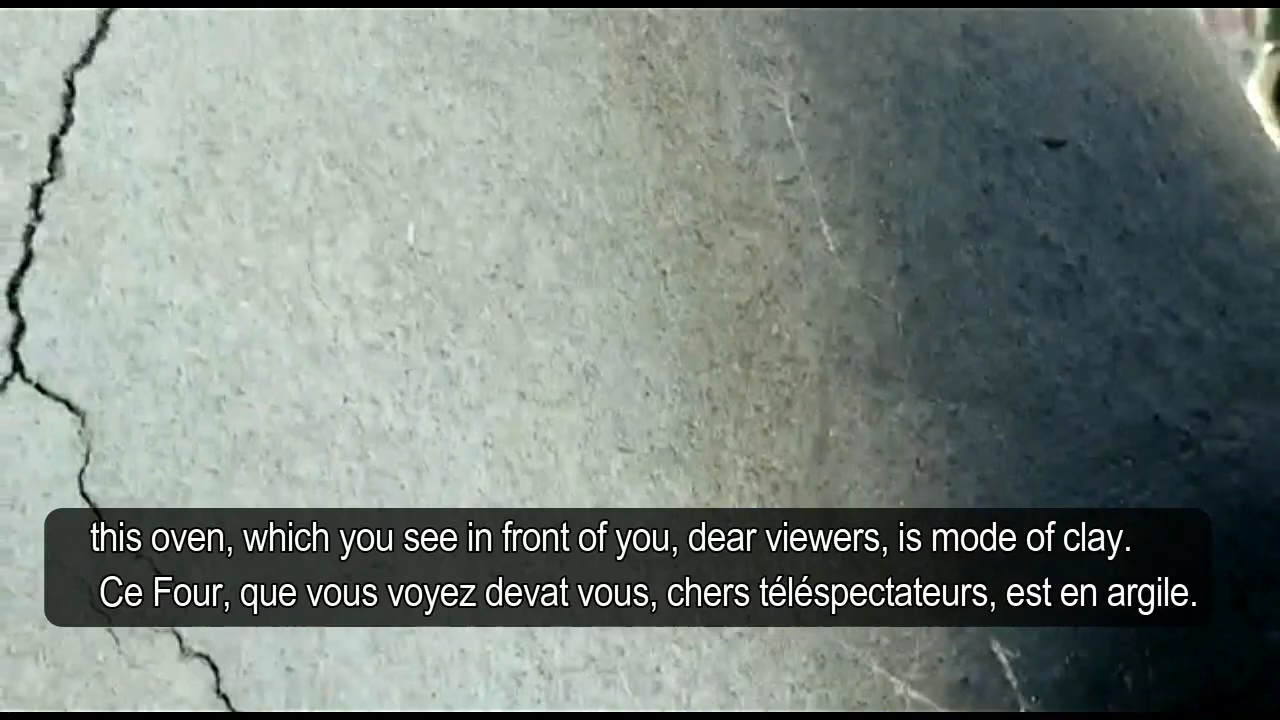 this oven, which you see in front of you, dear viewers, is mode of clay.
Ce Four, que vous voyez devat vous, chers téléspectateurs, est en argile.